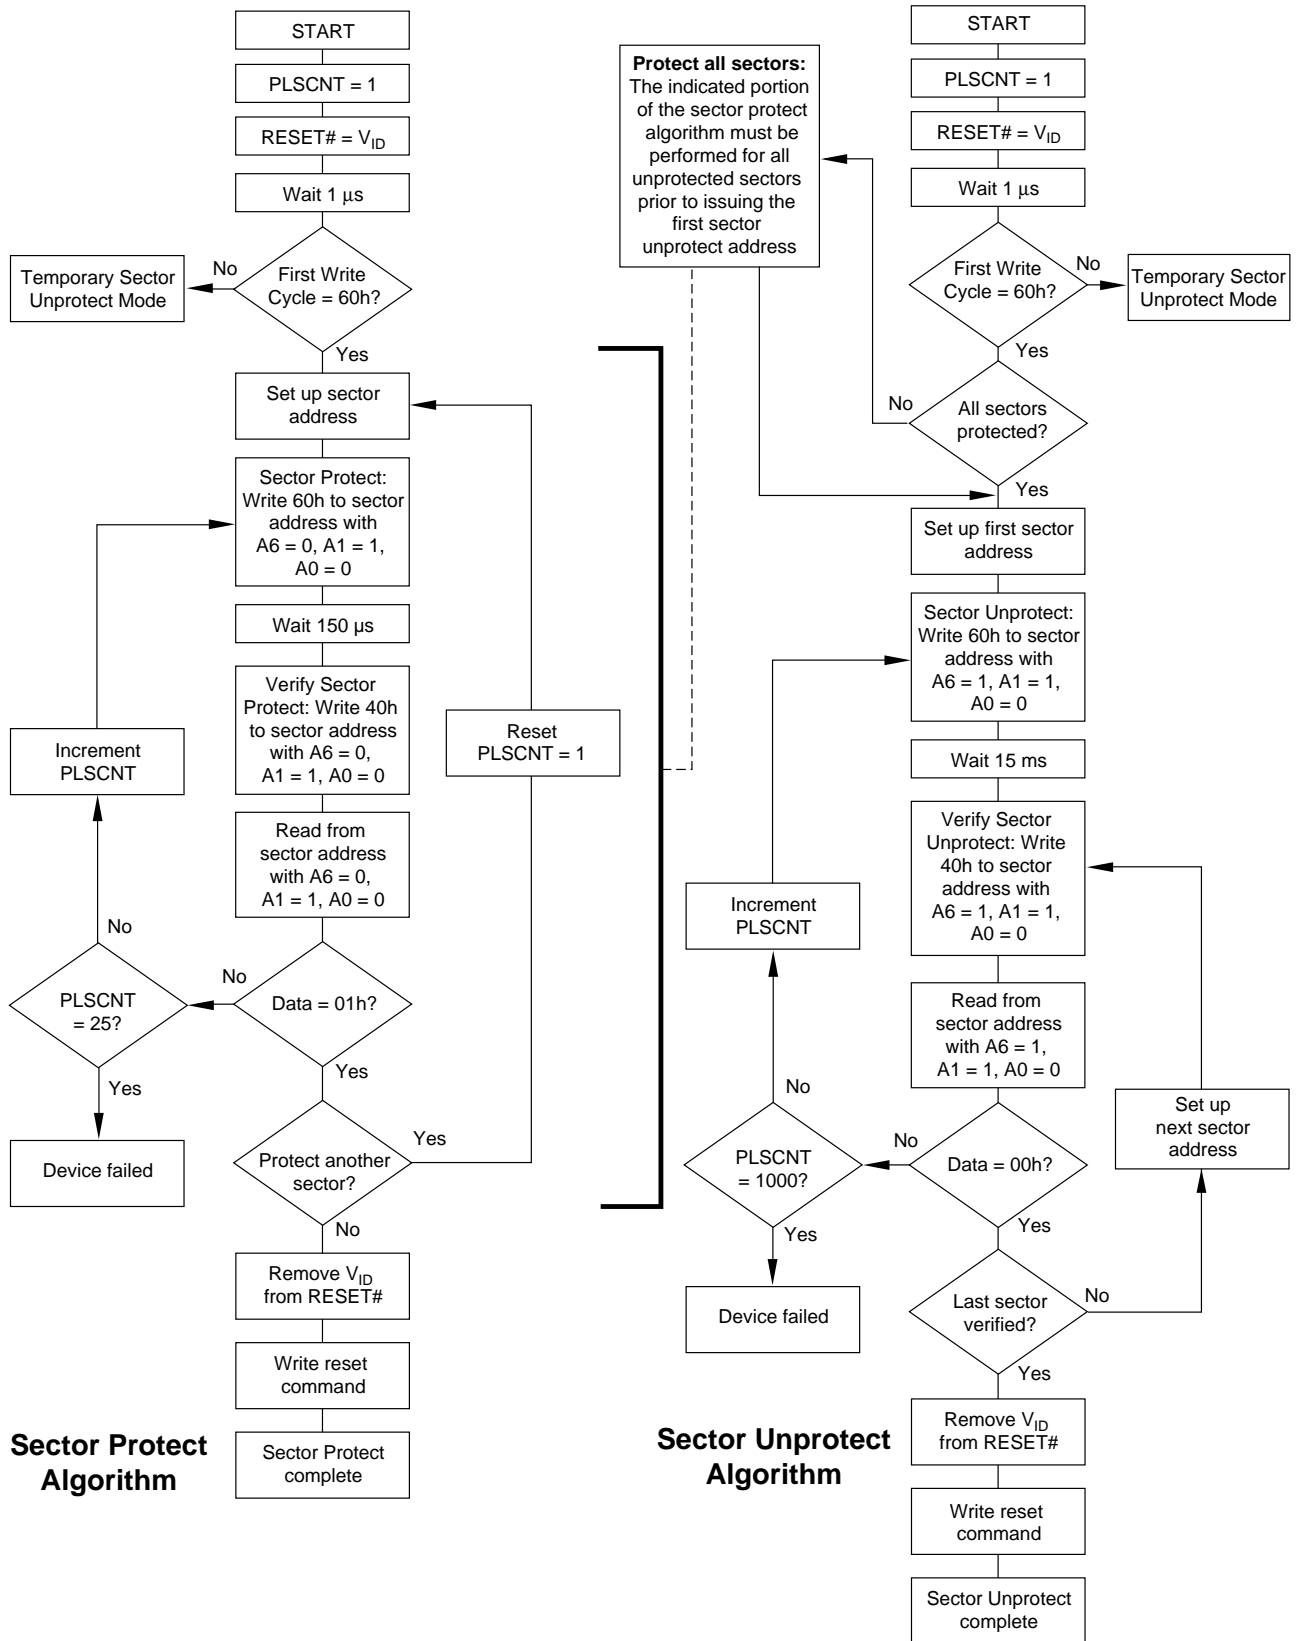 START
PLSCNT = 1
RESET# = VID
Wait 1 μs
First Write
Cycle = 60h?
No
Temporary Sector
Unprotect Mode
Yes
Set up sector
address
Sector Protect:
Write 60h to sector
address with
A6 = 0, A1 = 1,
A0 = 0
Wait 150 µs
Verify Sector
Protect: Write 40h
to sector address
with A6 = 0,
A1 = 1, A0 = 0
Reset
PLSCNT = 1
Increment
PLSCNT
Read from
sector address
with A6 = 0,
A1 = 1, A0 = 0
No
Data = 01h?
No
PLSCNT
= 25?
Yes
Device failed
Yes
Protect another
sector?
Yes
No
Remove VID
from RESET#
Write reset
command
Sector Protect
complete
Sector Protect
Algorithm
Protect all sectors:
The indicated portion
of the sector protect
algorithm must be
performed for all
unprotected sectors
prior to issuing the
first sector
unprotect address
START
PLSCNT = 1
RESET# = VID
Wait 1 μs
First Write
Cycle = 60h?
No
Temporary Sector
Unprotect Mode
Yes
No
All sectors
protected?
Yes
Set up first sector
address
Sector Unprotect:
Write 60h to sector
address with
A6 = 1, A1 = 1,
A0 = 0
Wait 15 ms
Verify Sector
Unprotect: Write
40h to sector
address with
A6 = 1, A1 = 1,
A0 = 0
Increment
PLSCNT
Read from
sector address
with A6 = 1,
A1 = 1, A0 = 0
Set up
next sector
address
No
No
Data = 00h?
PLSCNT
= 1000?
Yes
Device failed
Yes
Last sector
verified?
No
Yes
Remove VID
from RESET#
Write reset
command
Sector Unprotect
complete
Sector Unprotect
Algorithm